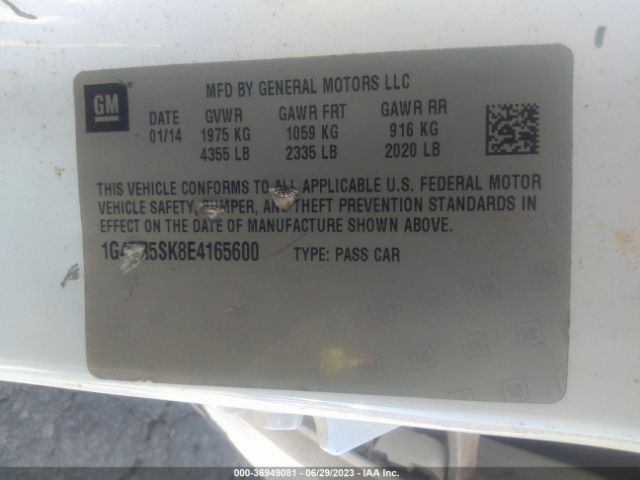 GM
MFD BY GENERAL MOTORS LLC
DATE GVWR GAWR FRT GAWR RR
01/14 1975 KG 1059 KG 916 KG
4355 LB 2335 LB 2020 LB
THIS VEHICLE CONFORMS TO ALL APPLICABLE U.S. FEDERAL MOTOR
VEHICLE SAFETY, BUMPER, AND THEFT PREVENTION STANDARDS IN
EFFECT ON THE DATE OF MANUFACTURE SHOWN ABOVE.
TYPE: PASS CAR
000-36949081 - 06/29/2023 - IAA Inc.